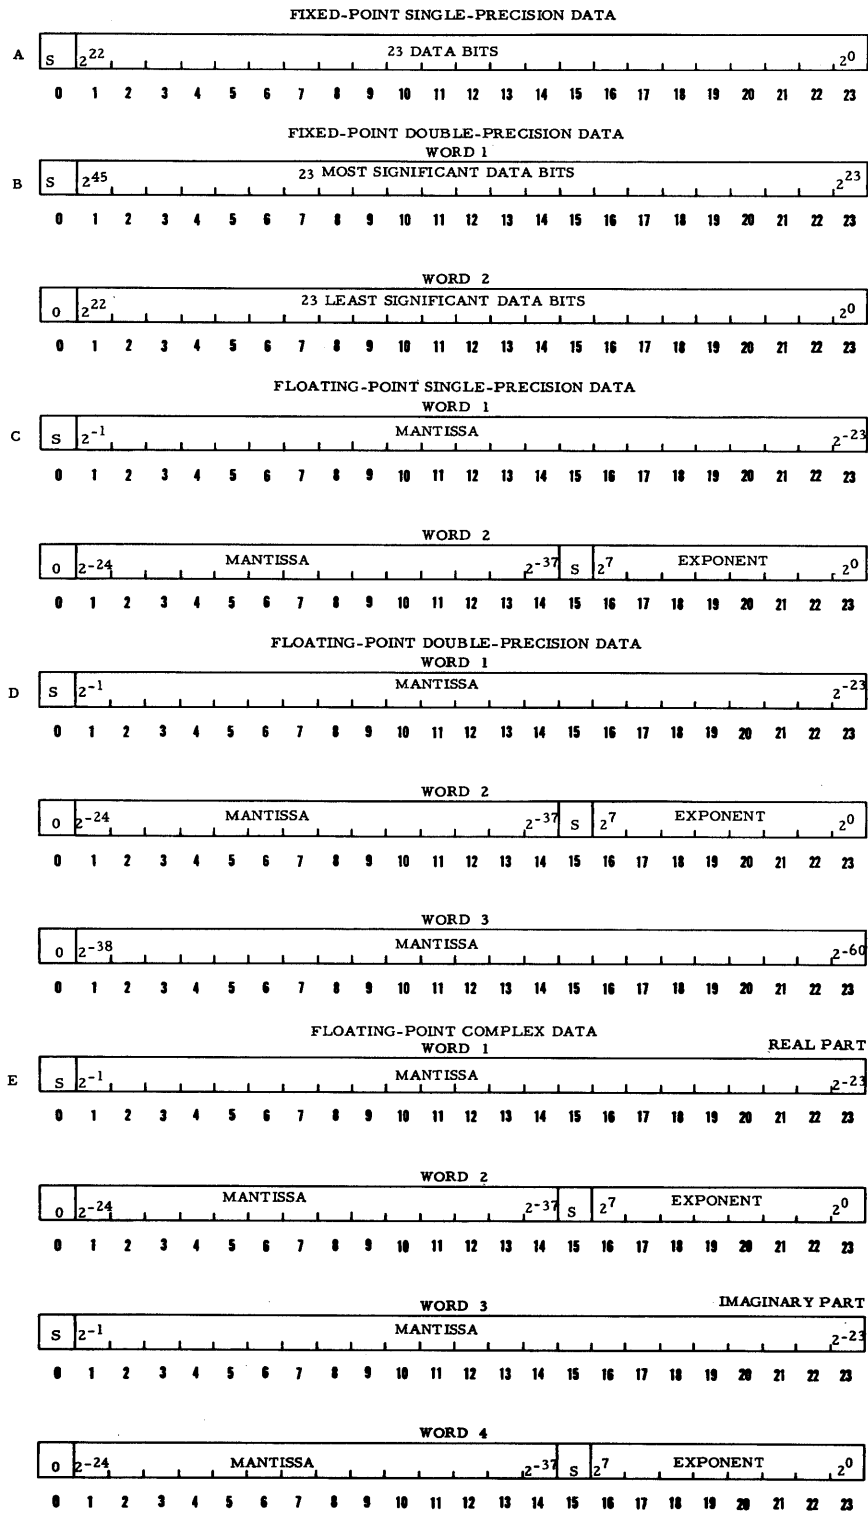 FIXED-POINT SINGLE-PRECISION DATA
A S 2^22 23 DATA BITS 2^0
0 1 2 3 4 5 6 7 8 9 10 11 12 13 14 15 16 17 18 19 20 21 22 23
FIXED-POINT DOUBLE-PRECISION DATA
WORD 1
B S 2^45 23 MOST SIGNIFICANT DATA BITS 2^23
0 1 2 3 4 5 6 7 8 9 10 11 12 13 14 15 16 17 18 19 20 21 22 23
WORD 2
0 2^22 23 LEAST SIGNIFICANT DATA BITS 2^0
0 1 2 3 4 5 6 7 8 9 10 11 12 13 14 15 16 17 18 19 20 21 22 23
FLOATING-POINT SINGLE-PRECISION DATA
WORD 1
C S 2^-1 MANTISSA 2^-23
0 1 2 3 4 5 6 7 8 9 10 11 12 13 14 15 16 17 18 19 20 21 22 23
WORD 2
0 2^-24 MANTISSA 2^-37 S 2^7 EXPONENT 2^0
0 1 2 3 4 5 6 7 8 9 10 11 12 13 14 15 16 17 18 19 20 21 22 23
FLOATING-POINT DOUBLE-PRECISION DATA
WORD 1
D S 2^-1 MANTISSA 2^-23
0 1 2 3 4 5 6 7 8 9 10 11 12 13 14 15 16 17 18 19 20 21 22 23
WORD 2
0 2^-24 MANTISSA 2^-37 S 2^7 EXPONENT 2^0
0 1 2 3 4 5 6 7 8 9 10 11 12 13 14 15 16 17 18 19 20 21 22 23
WORD 3
0 2^-38 MANTISSA 2^-60
0 1 2 3 4 5 6 7 8 9 10 11 12 13 14 15 16 17 18 19 20 21 22 23
FLOATING-POINT COMPLEX DATA
WORD 1 REAL PART
E S 2^-1 MANTISSA 2^-23
0 1 2 3 4 5 6 7 8 9 10 11 12 13 14 15 16 17 18 19 20 21 22 23
WORD 2
0 2^-24 MANTISSA 2^-37 S 2^7 EXPONENT 2^0
0 1 2 3 4 5 6 7 8 9 10 11 12 13 14 15 16 17 18 19 20 21 22 23
WORD 3 IMAGINARY PART
S 2^-1 MANTISSA 2^-23
0 1 2 3 4 5 6 7 8 9 10 11 12 13 14 15 16 17 18 19 20 21 22 23
WORD 4
0 2^-24 MANTISSA 2^-37 S 2^7 EXPONENT 2^0
0 1 2 3 4 5 6 7 8 9 10 11 12 13 14 15 16 17 18 19 20 21 22 23